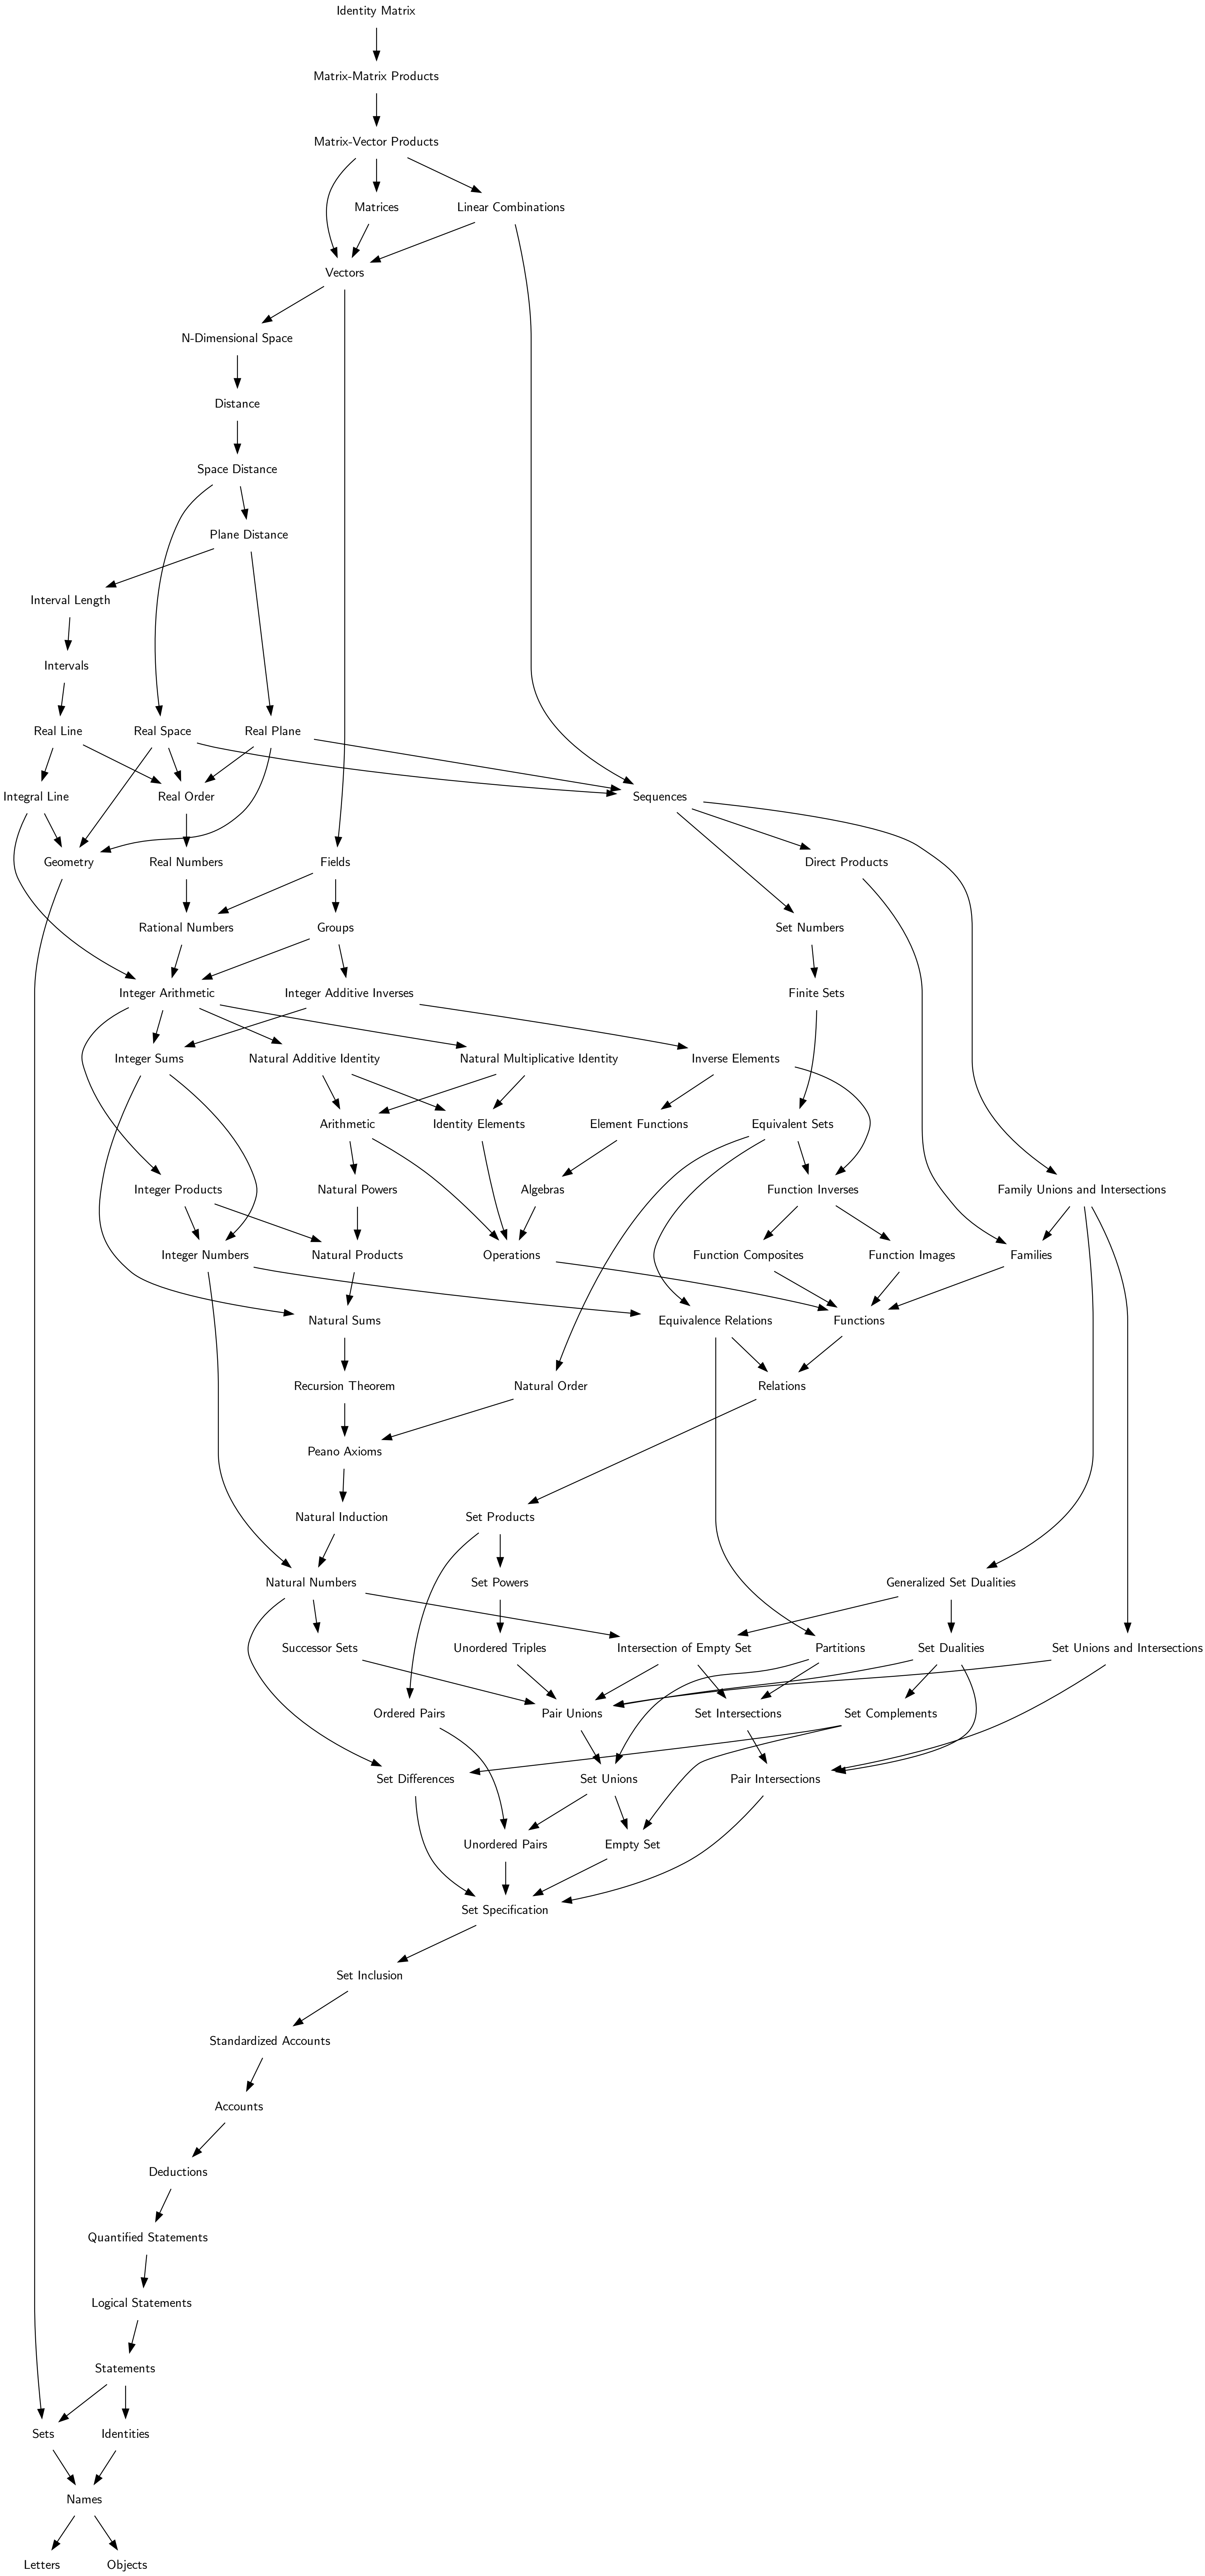 Identity Matrix
Matrix-Matrix Products
Matrix-Vector Products
Matrices
Linear Combinations
Vectors
N-Dimensional Space
Distance
Space Distance
Plane Distance
Interval Length
Intervals
Real Line
Real Space
Real Plane
Integral Line
Real Order
Sequences
Geometry
Real Numbers
Fields
Direct Products
Rational Numbers
Groups
Set Numbers
Integer Arithmetic
Integer Additive Inverses
Finite Sets
Integer Sums
Natural Additive Identity
Natural Multiplicative Identity
Inverse Elements
Arithmetic
Identity Elements
Element Functions
Equivalent Sets
Integer Products
Natural Powers
Algebras
Function Inverses
Family Unions and Intersections
Integer Numbers
Natural Products
Operations
Function Composites
Function Images
Families
Natural Sums
Equivalence Relations
Functions
Recursion Theorem
Natural Order
Relations
Peano Axioms
Natural Induction
Set Products
Natural Numbers
Set Powers
Generalized Set Dualities
Successor Sets
Unordered Triples
Intersection of Empty Set
Partitions
Set Dualities
Set Unions and Intersections
Ordered Pairs
Pair Unions
Set Intersections
Set Complements
Set Differences
Set Unions
Pair Intersections
Unordered Pairs
Empty Set
Set Specification
Set Inclusion
Standardized Accounts
Accounts
Deductions
Quantified Statements
Logical Statements
Statements
Sets
Identities
Names
Letters
Objects